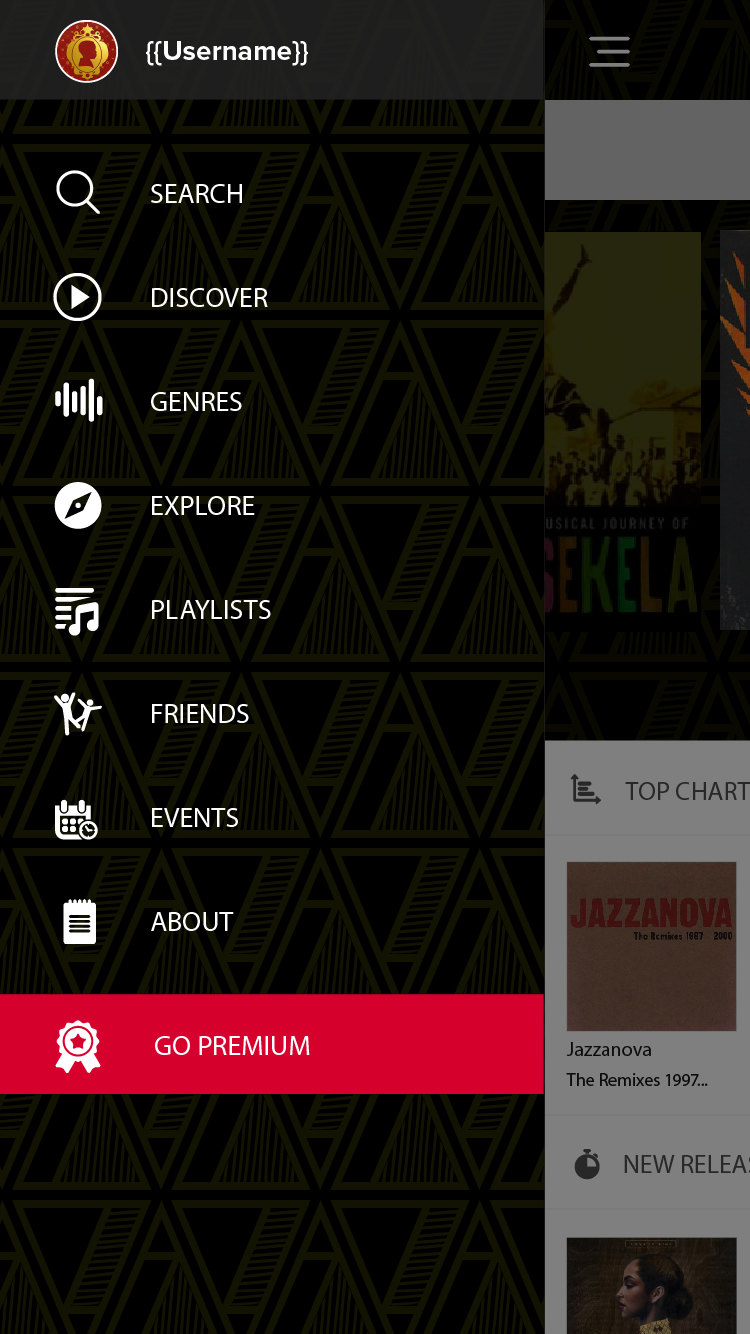 {{Username}}
SEARCH
DISCOVER
GENRES
EXPLORE
PLAYLISTS
FRIENDS
EVENTS
ABOUT
GO PREMIUM
USICAL JOURNEY OF
SEKELA
TOP CHART
JAZZANOVA
The Remixes 1997 2000
Jazzanova
The Remixes 1997...
NEW RELEAS